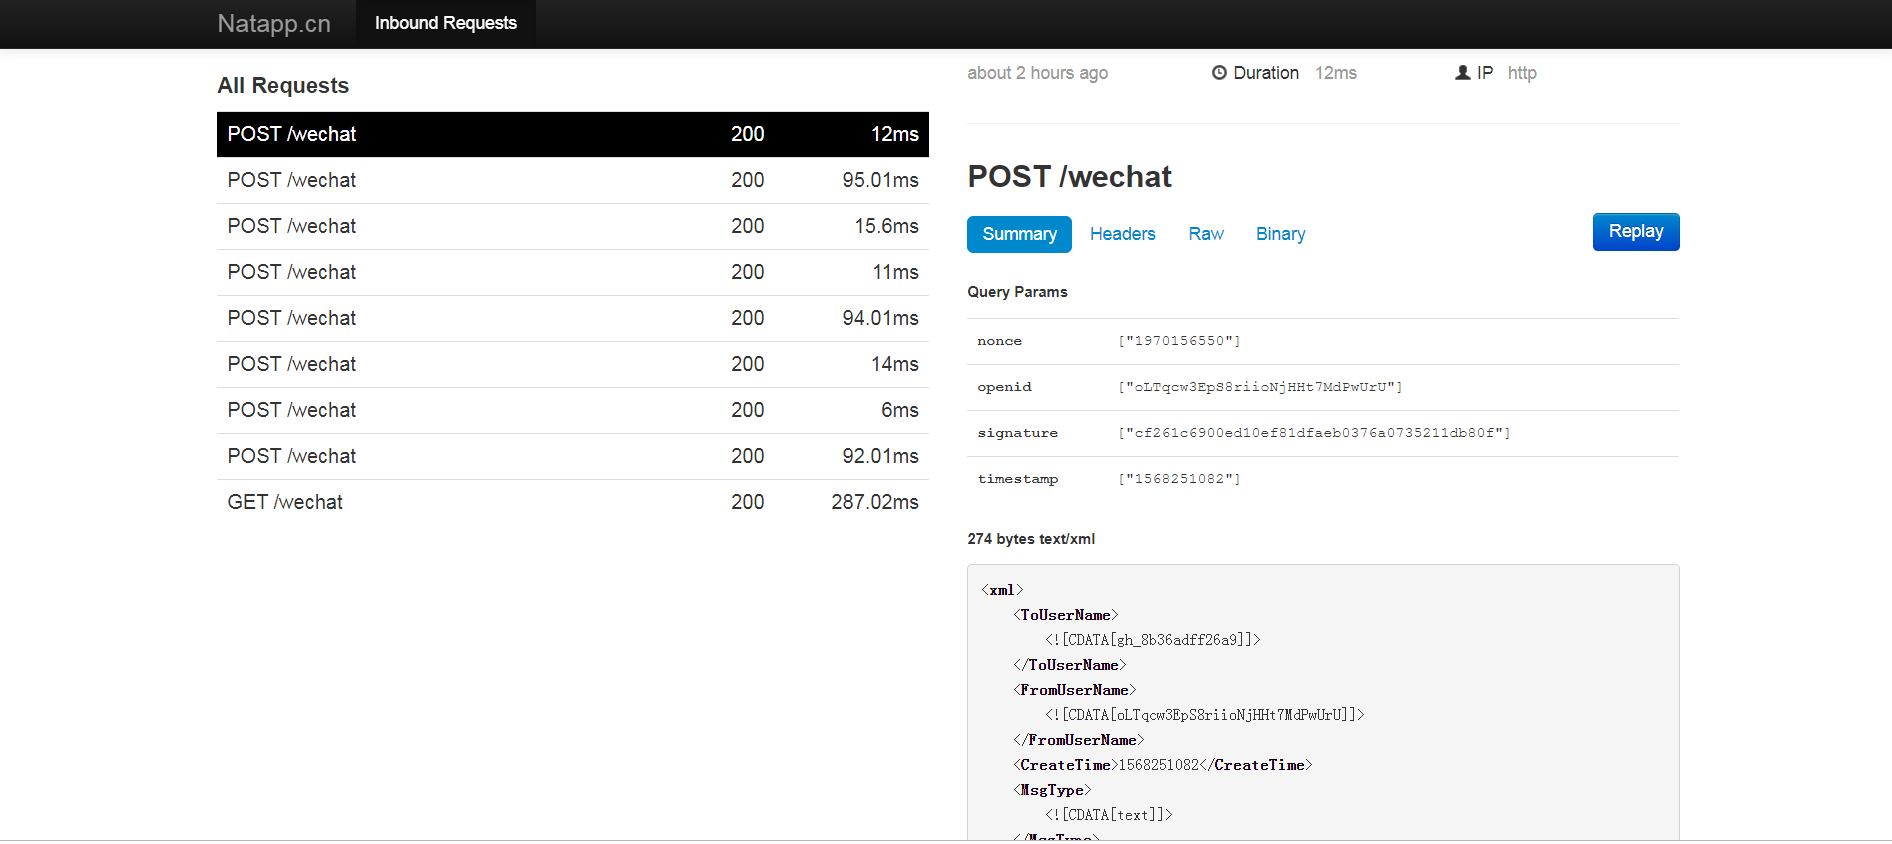 Natapp.cn Inbound Requests
All Requests
POST /wechat 200 12ms
POST /wechat 200 95.01ms
POST /wechat 200 15.6ms
POST /wechat 200 11ms
POST /wechat 200 94.01ms
POST /wechat 200 14ms
POST /wechat 200 6ms
POST /wechat 200 92.01ms
GET /wechat 200 287.02ms
about 2 hours ago Duration 12ms IP http
POST /wechat
Summary Headers Raw Binary Replay
Query Params
nonce ["1970156550"]
openid ["oLTqcw3EpS8riioNjHHt7MdPwUrU"]
signature ["cf261c6900ed10ef81dfaeb0376a0735211db80f"]
timestamp ["1568251082"]
274 bytes text/xml
<xml>
<ToUserName>
<![CDATA[gh_8b36adff26a9]]>
</ToUserName>
<FromUserName>
<![CDATA[oLTqcw3EpS8riioNjHHt7MdPwUrU]]>
</FromUserName>
<CreateTime>1568251082</CreateTime>
<MsgType>
<![CDATA[text]]>
</MsgType>